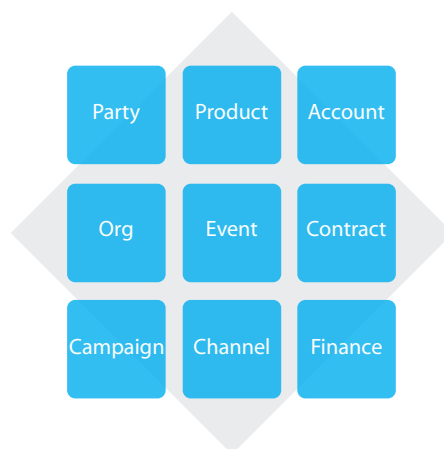 Party
Product
Account
Org
Event
Contract
Campaign
Channel
Finance